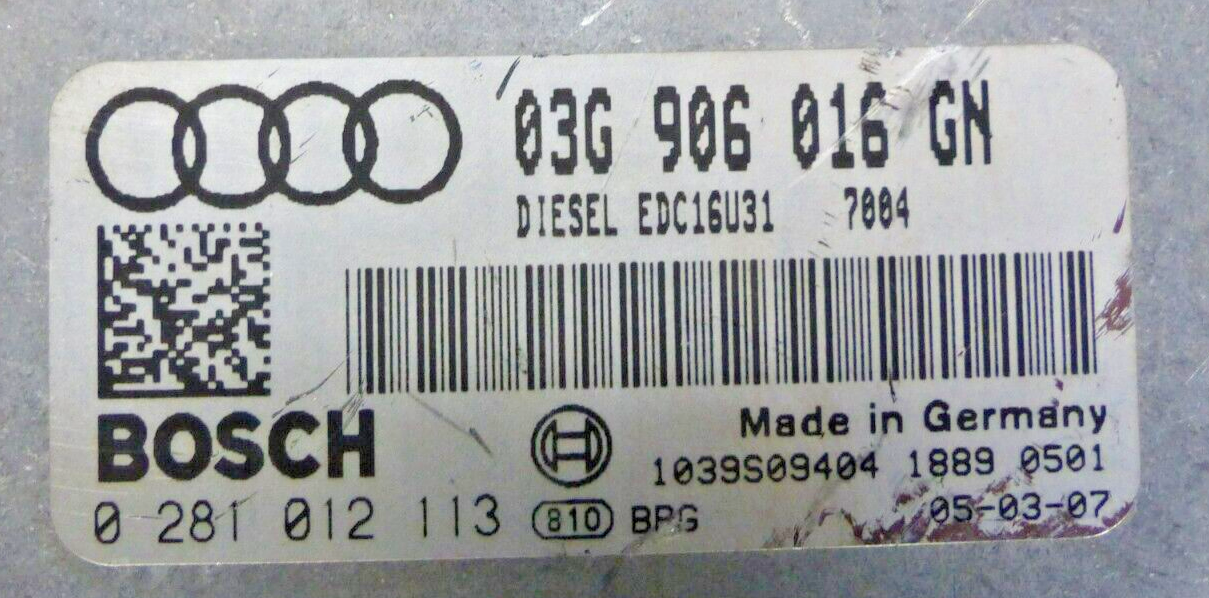 03G 906 016 GN
DIESEL EDC16U31 7004
BOSCH
Made in Germany
1039S09404 1889 0501
0 281 012 113 810 BPG
05-03-07